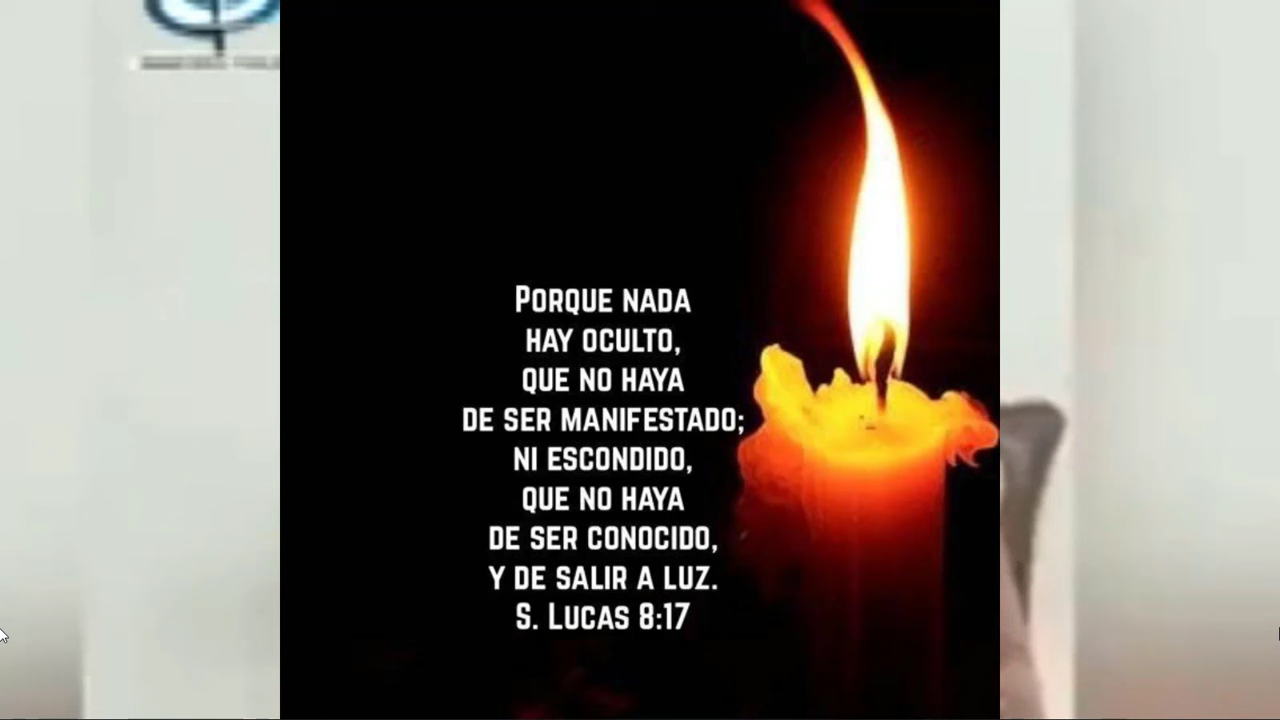 Porque nada
hay oculto,
que no haya
de ser manifestado;
ni escondido,
que no haya
de ser conocido,
y de salir a luz.
S. Lucas 8:17